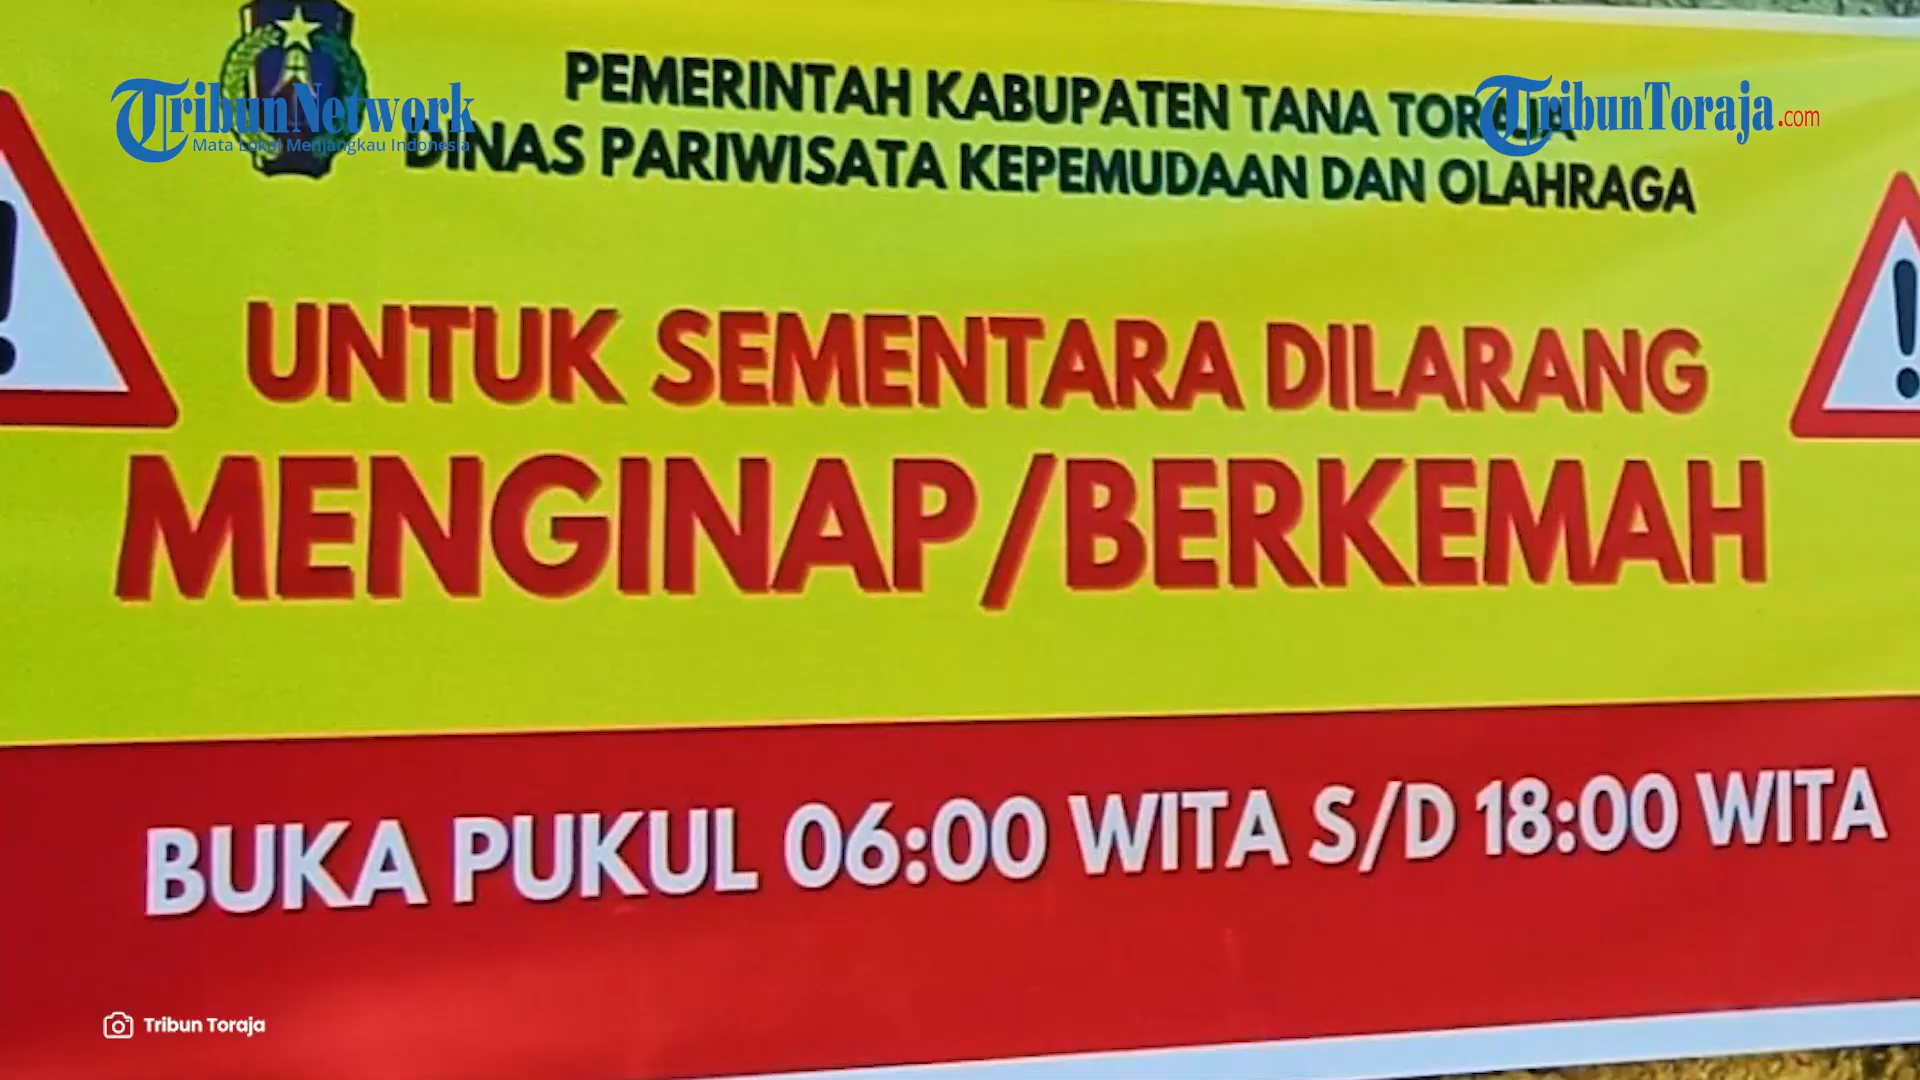 TribunNetwork
Mata Lokal Menjangkau Indonesia
TribunToraja.com
PEMERINTAH KABUPATEN TANA TORAJA
DINAS PARIWISATA KEPEMUDAAN DAN OLAHRAGA
UNTUK SEMENTARA DILARANG
MENGINAP/BERKEMAH
BUKA PUKUL 06:00 WITA S/D 18:00 WITA
Tribun Toraja